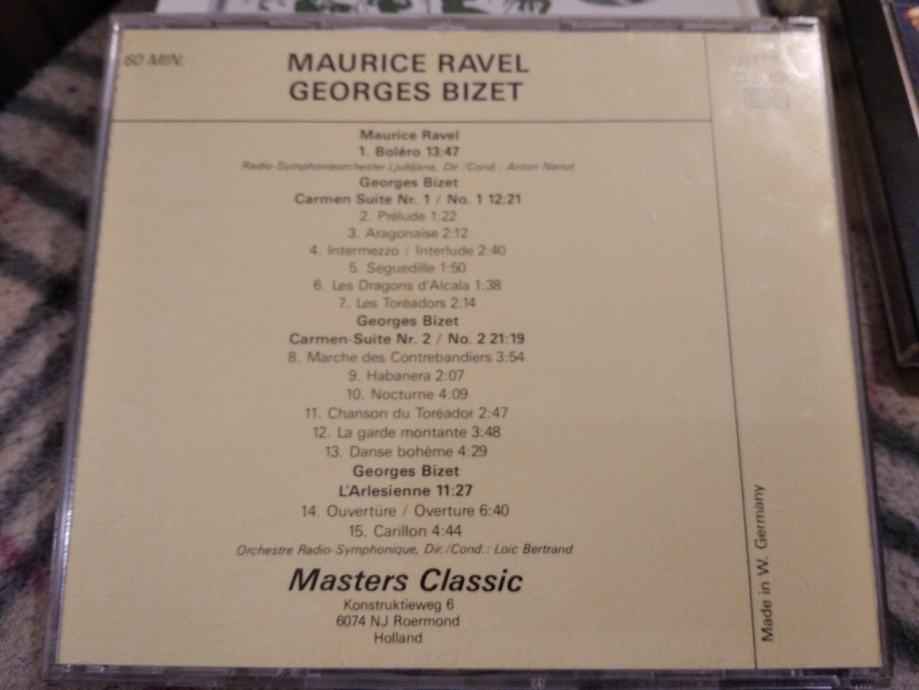 60 MIN.
MAURICE RAVEL
GEORGES BIZET
Maurice Ravel
1. Boléro 13:47
Radio-Symphonieorchester Ljubljana, Dir./Cond.: Anton Nanut
Georges Bizet
Carmen Suite Nr. 1 / No. 1 12:21
2. Prélude 1:22
3. Aragonaise 2:12
4. Intermezzo / Interlude 2:40
5. Seguedille 1:50
6. Les Dragons d'Alcala 1:38
7. Les Toréadors 2:14
Georges Bizet
Carmen-Suite Nr. 2 / No. 2 21:19
8. Marche des Contrebandiers 3:54
9. Habanera 2:07
10. Nocturne 4:09
11. Chanson du Toréador 2:47
12. La garde montante 3:48
13. Danse bohème 4:29
Georges Bizet
L'Arlesienne 11:27
14. Ouvertüre / Overture 6:40
15. Carillon 4:44
Orchestre Radio-Symphonique, Dir./Cond.: Loic Bertrand
Masters Classic
Konstruktieweg 6
6074 NJ Roermond
Holland
Made in W. Germany